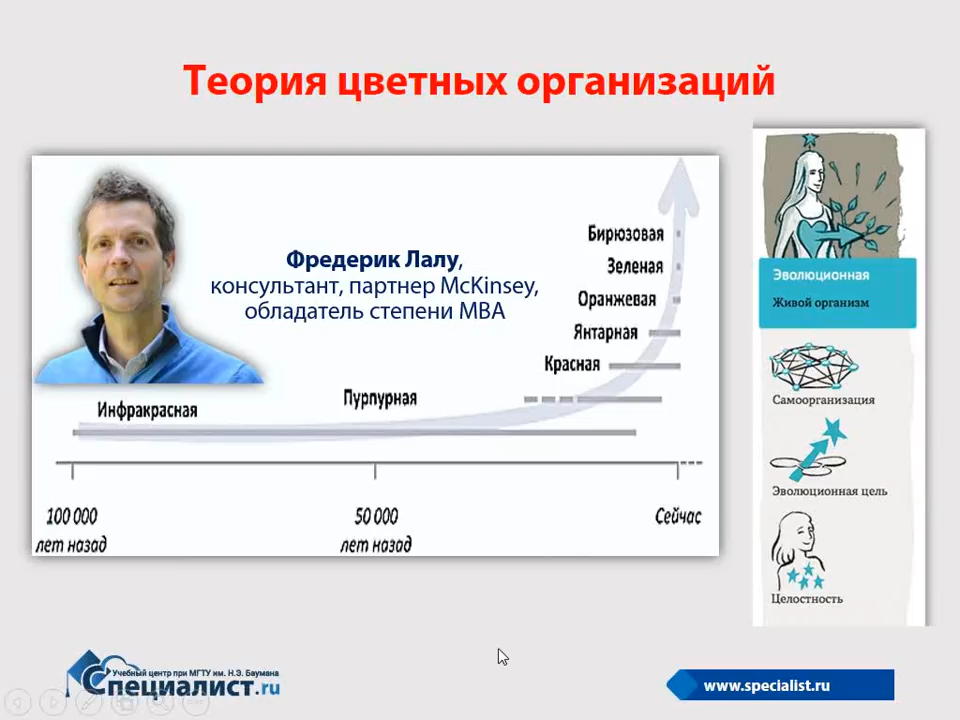 Теория цветных организаций
Фредерик Лалу,
консультант, партнер McKinsey,
обладатель степени MBA
Бирюзовая
Зеленая
Оранжевая
Янтарная
Красная
Пурпурная
Инфракрасная
100 000
лет назад
50 000
лет назад
Сейчас
Эволюционная
Живой организм
Самоорганизация
Эволюционная цель
Целостность
Учебный центр при МГТУ им. Н.Э. Баумана
Специалист.ru
www.specialist.ru